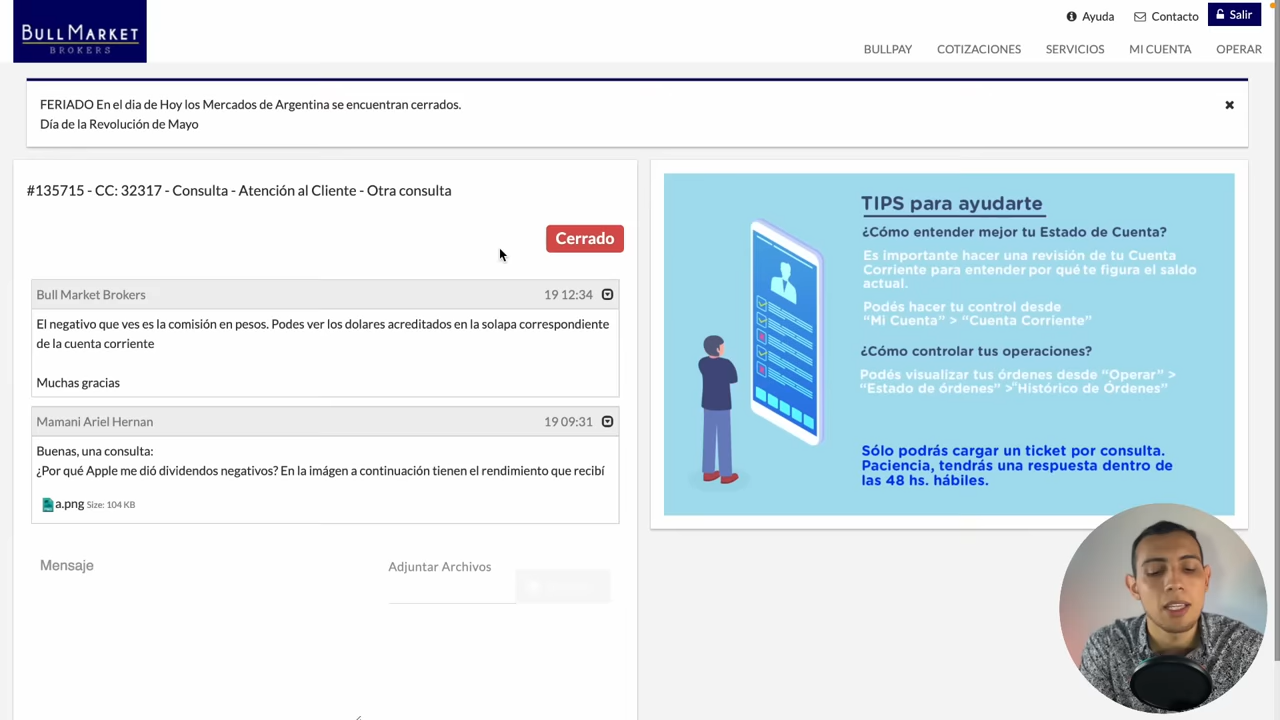 BULLMARKET
BROKERS
Ayuda
Contacto
Salir
BULLPAY
COTIZACIONES
SERVICIOS
MI CUENTA
OPERAR
FERIADO En el dia de Hoy los Mercados de Argentina se encuentran cerrados.
Día de la Revolución de Mayo
#135715 - CC: 32317 - Consulta - Atención al Cliente - Otra consulta
Cerrado
Bull Market Brokers
19 12:34
El negativo que ves es la comisión en pesos. Podes ver los dolares acreditados en la solapa correspondiente
de la cuenta corriente
Muchas gracias
Mamani Ariel Hernan
19 09:31
Buenas, una consulta:
¿Por qué Apple me dió dividendos negativos? En la imágen a continuación tienen el rendimiento que recibí
a.png Size: 104 KB
Mensaje
Adjuntar Archivos
TIPS para ayudarte
¿Cómo entender mejor tu Estado de Cuenta?
Es importante hacer una revisión de tu Cuenta
Corriente para entender por qué te figura el saldo
actual.
Podés hacer tu control desde
“Mi Cuenta” > “Cuenta Corriente”
¿Cómo controlar tus operaciones?
Podés visualizar tus órdenes desde “Operar” >
“Estado de órdenes” >“Histórico de Órdenes”
Sólo podrás cargar un ticket por consulta.
Paciencia, tendrás una respuesta dentro de
las 48 hs. hábiles.